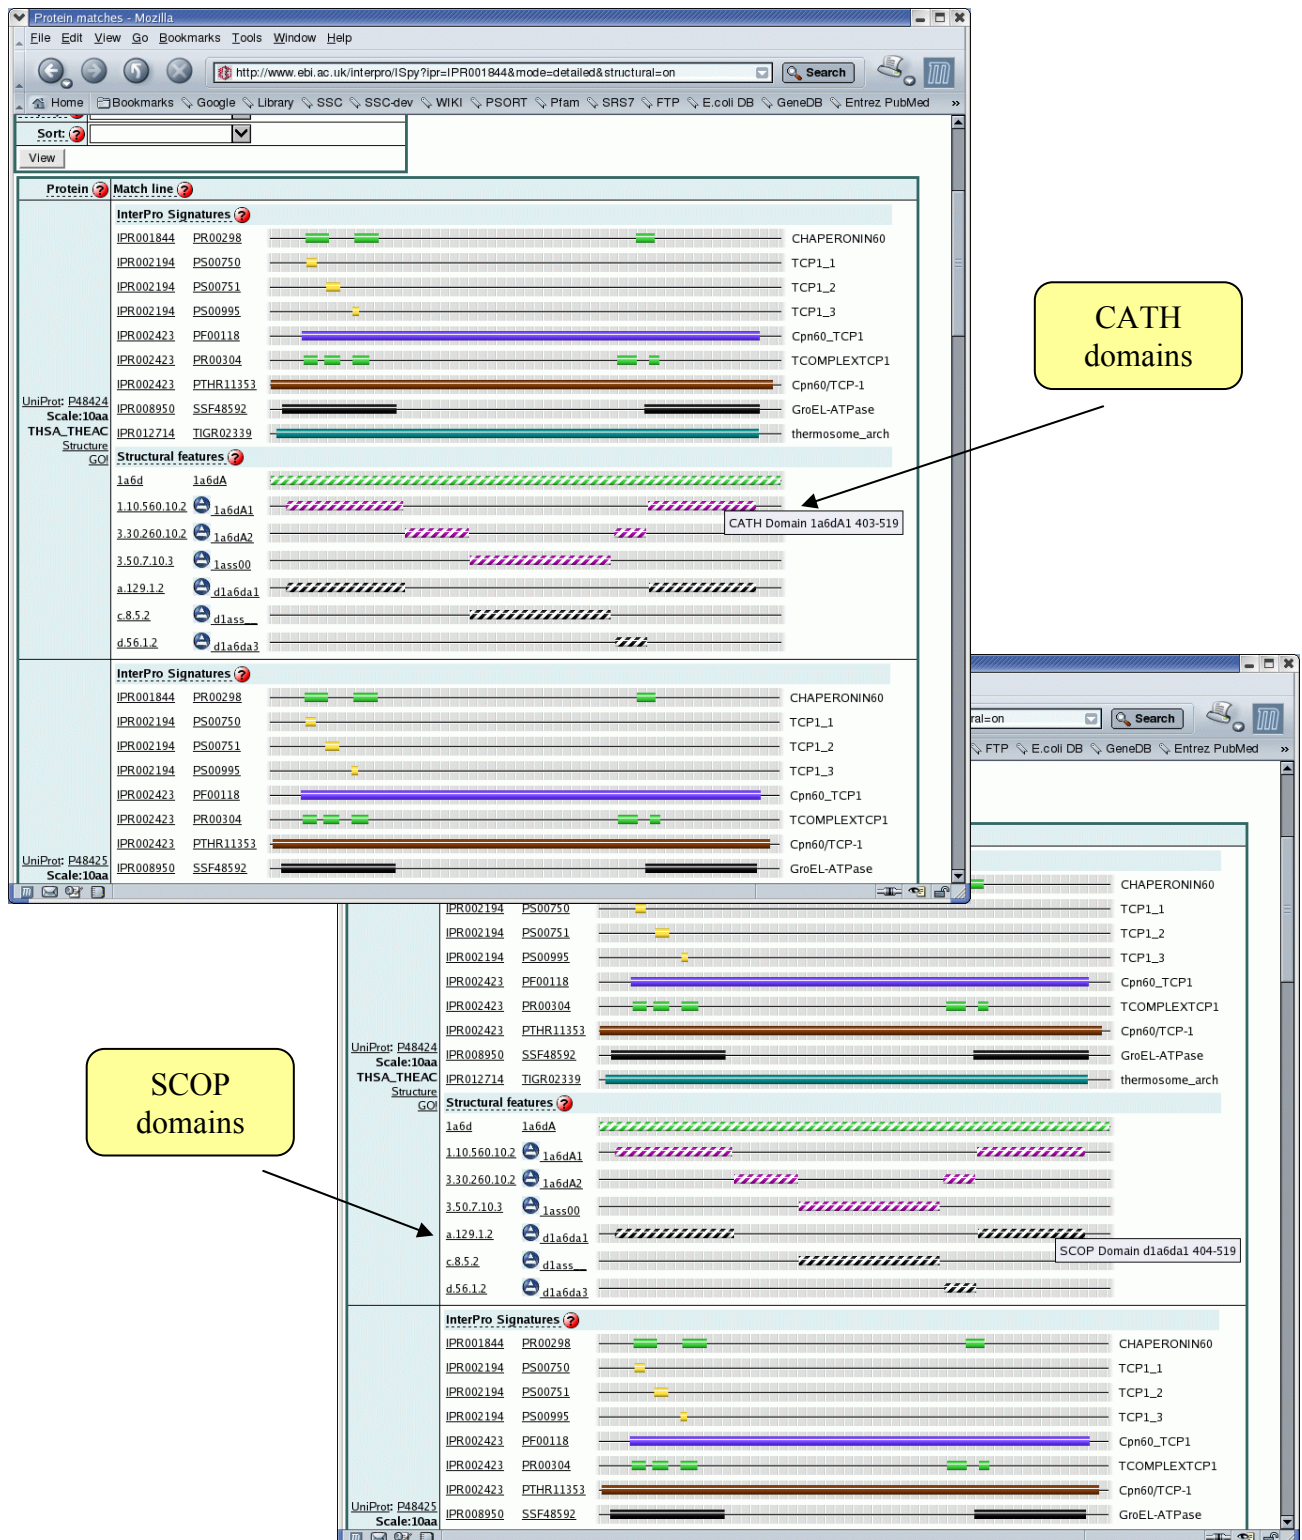 Protein matches - Mozilla
File Edit View Go Bookmarks Tools Window Help
http://www.ebi.ac.uk/interpro/ISpy?ipr=IPR001844&mode=detailed&structural=on Search
Home Bookmarks Google Library SSC SSC-dev WIKI PSORT Pfam SRS7 FTP E.coli DB GeneDB Entrez PubMed »
Sort: ?
View
Protein ? Match line ?
InterPro Signatures ?
IPR001844 PR00298 CHAPERONIN60
IPR002194 PS00750 TCP1_1
IPR002194 PS00751 TCP1_2
IPR002194 PS00995 TCP1_3
IPR002423 PF00118 Cpn60_TCP1
IPR002423 PR00304 TCOMPLEXTCP1
IPR002423 PTHR11353 Cpn60/TCP-1
UniProt: P48424
Scale:10aa
THSA_THEAC
Structure
GO!
IPR008950 SSF48592 GroEL-ATPase
IPR012714 TIGR02339 thermosome_arch
Structural features ?
1a6d 1a6dA
1.10.560.10.2 1a6dA1
CATH Domain 1a6dA1 403-519
3.30.260.10.2 1a6dA2
3.50.7.10.3 1ass00
a.129.1.2 d1a6da1
c.8.5.2 d1ass__
d.56.1.2 d1a6da3
InterPro Signatures ?
IPR001844 PR00298 CHAPERONIN60
IPR002194 PS00750 TCP1_1
IPR002194 PS00751 TCP1_2
IPR002194 PS00995 TCP1_3
IPR002423 PF00118 Cpn60_TCP1
IPR002423 PR00304 TCOMPLEXTCP1
IPR002423 PTHR11353 Cpn60/TCP-1
UniProt: P48425
Scale:10aa
IPR008950 SSF48592 GroEL-ATPase
CATH
domains
ral=on Search
FTP E.coli DB GeneDB Entrez PubMed »
CHAPERONIN60
IPR002194 PS00750 TCP1_1
IPR002194 PS00751 TCP1_2
IPR002194 PS00995 TCP1_3
IPR002423 PF00118 Cpn60_TCP1
IPR002423 PR00304 TCOMPLEXTCP1
IPR002423 PTHR11353 Cpn60/TCP-1
UniProt: P48424
Scale:10aa
THSA_THEAC
Structure
GO!
IPR008950 SSF48592 GroEL-ATPase
IPR012714 TIGR02339 thermosome_arch
Structural features ?
1a6d 1a6dA
1.10.560.10.2 1a6dA1
3.30.260.10.2 1a6dA2
3.50.7.10.3 1ass00
a.129.1.2 d1a6da1
SCOP Domain d1a6da1 404-519
c.8.5.2 d1ass__
d.56.1.2 d1a6da3
SCOP
domains
InterPro Signatures ?
IPR001844 PR00298 CHAPERONIN60
IPR002194 PS00750 TCP1_1
IPR002194 PS00751 TCP1_2
IPR002194 PS00995 TCP1_3
IPR002423 PF00118 Cpn60_TCP1
IPR002423 PR00304 TCOMPLEXTCP1
IPR002423 PTHR11353 Cpn60/TCP-1
UniProt: P48425
Scale:10aa
IPR008950 SSF48592 GroEL-ATPase